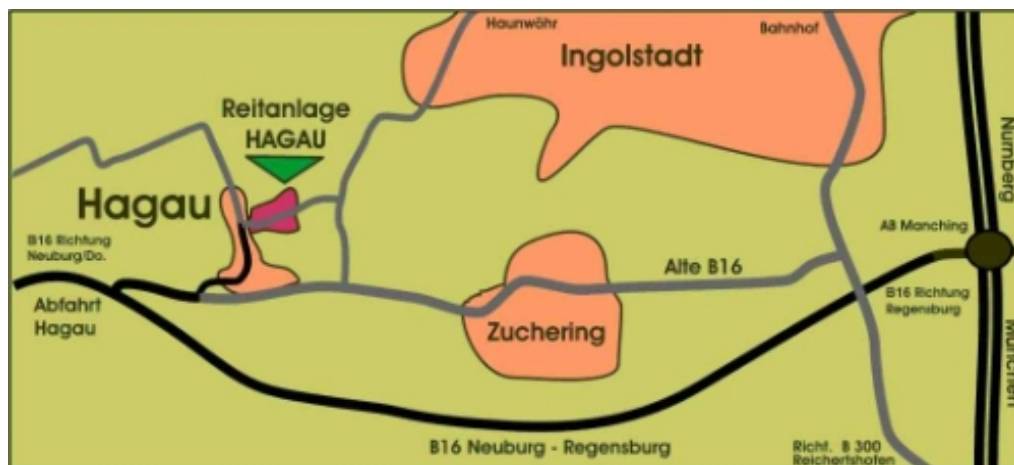 Haunwöhr
Bahnhof
Ingolstadt
Reitanlage
HAGAU
Nürnberg
Hagau
AB Manching
B16 Richtung
Neuburg/Do.
Alte B16
B16 Richtung
Regensburg
Abfahrt
Hagau
Zuchering
München
B16 Neuburg - Regensburg
Richt. B 300
Reichertshofen